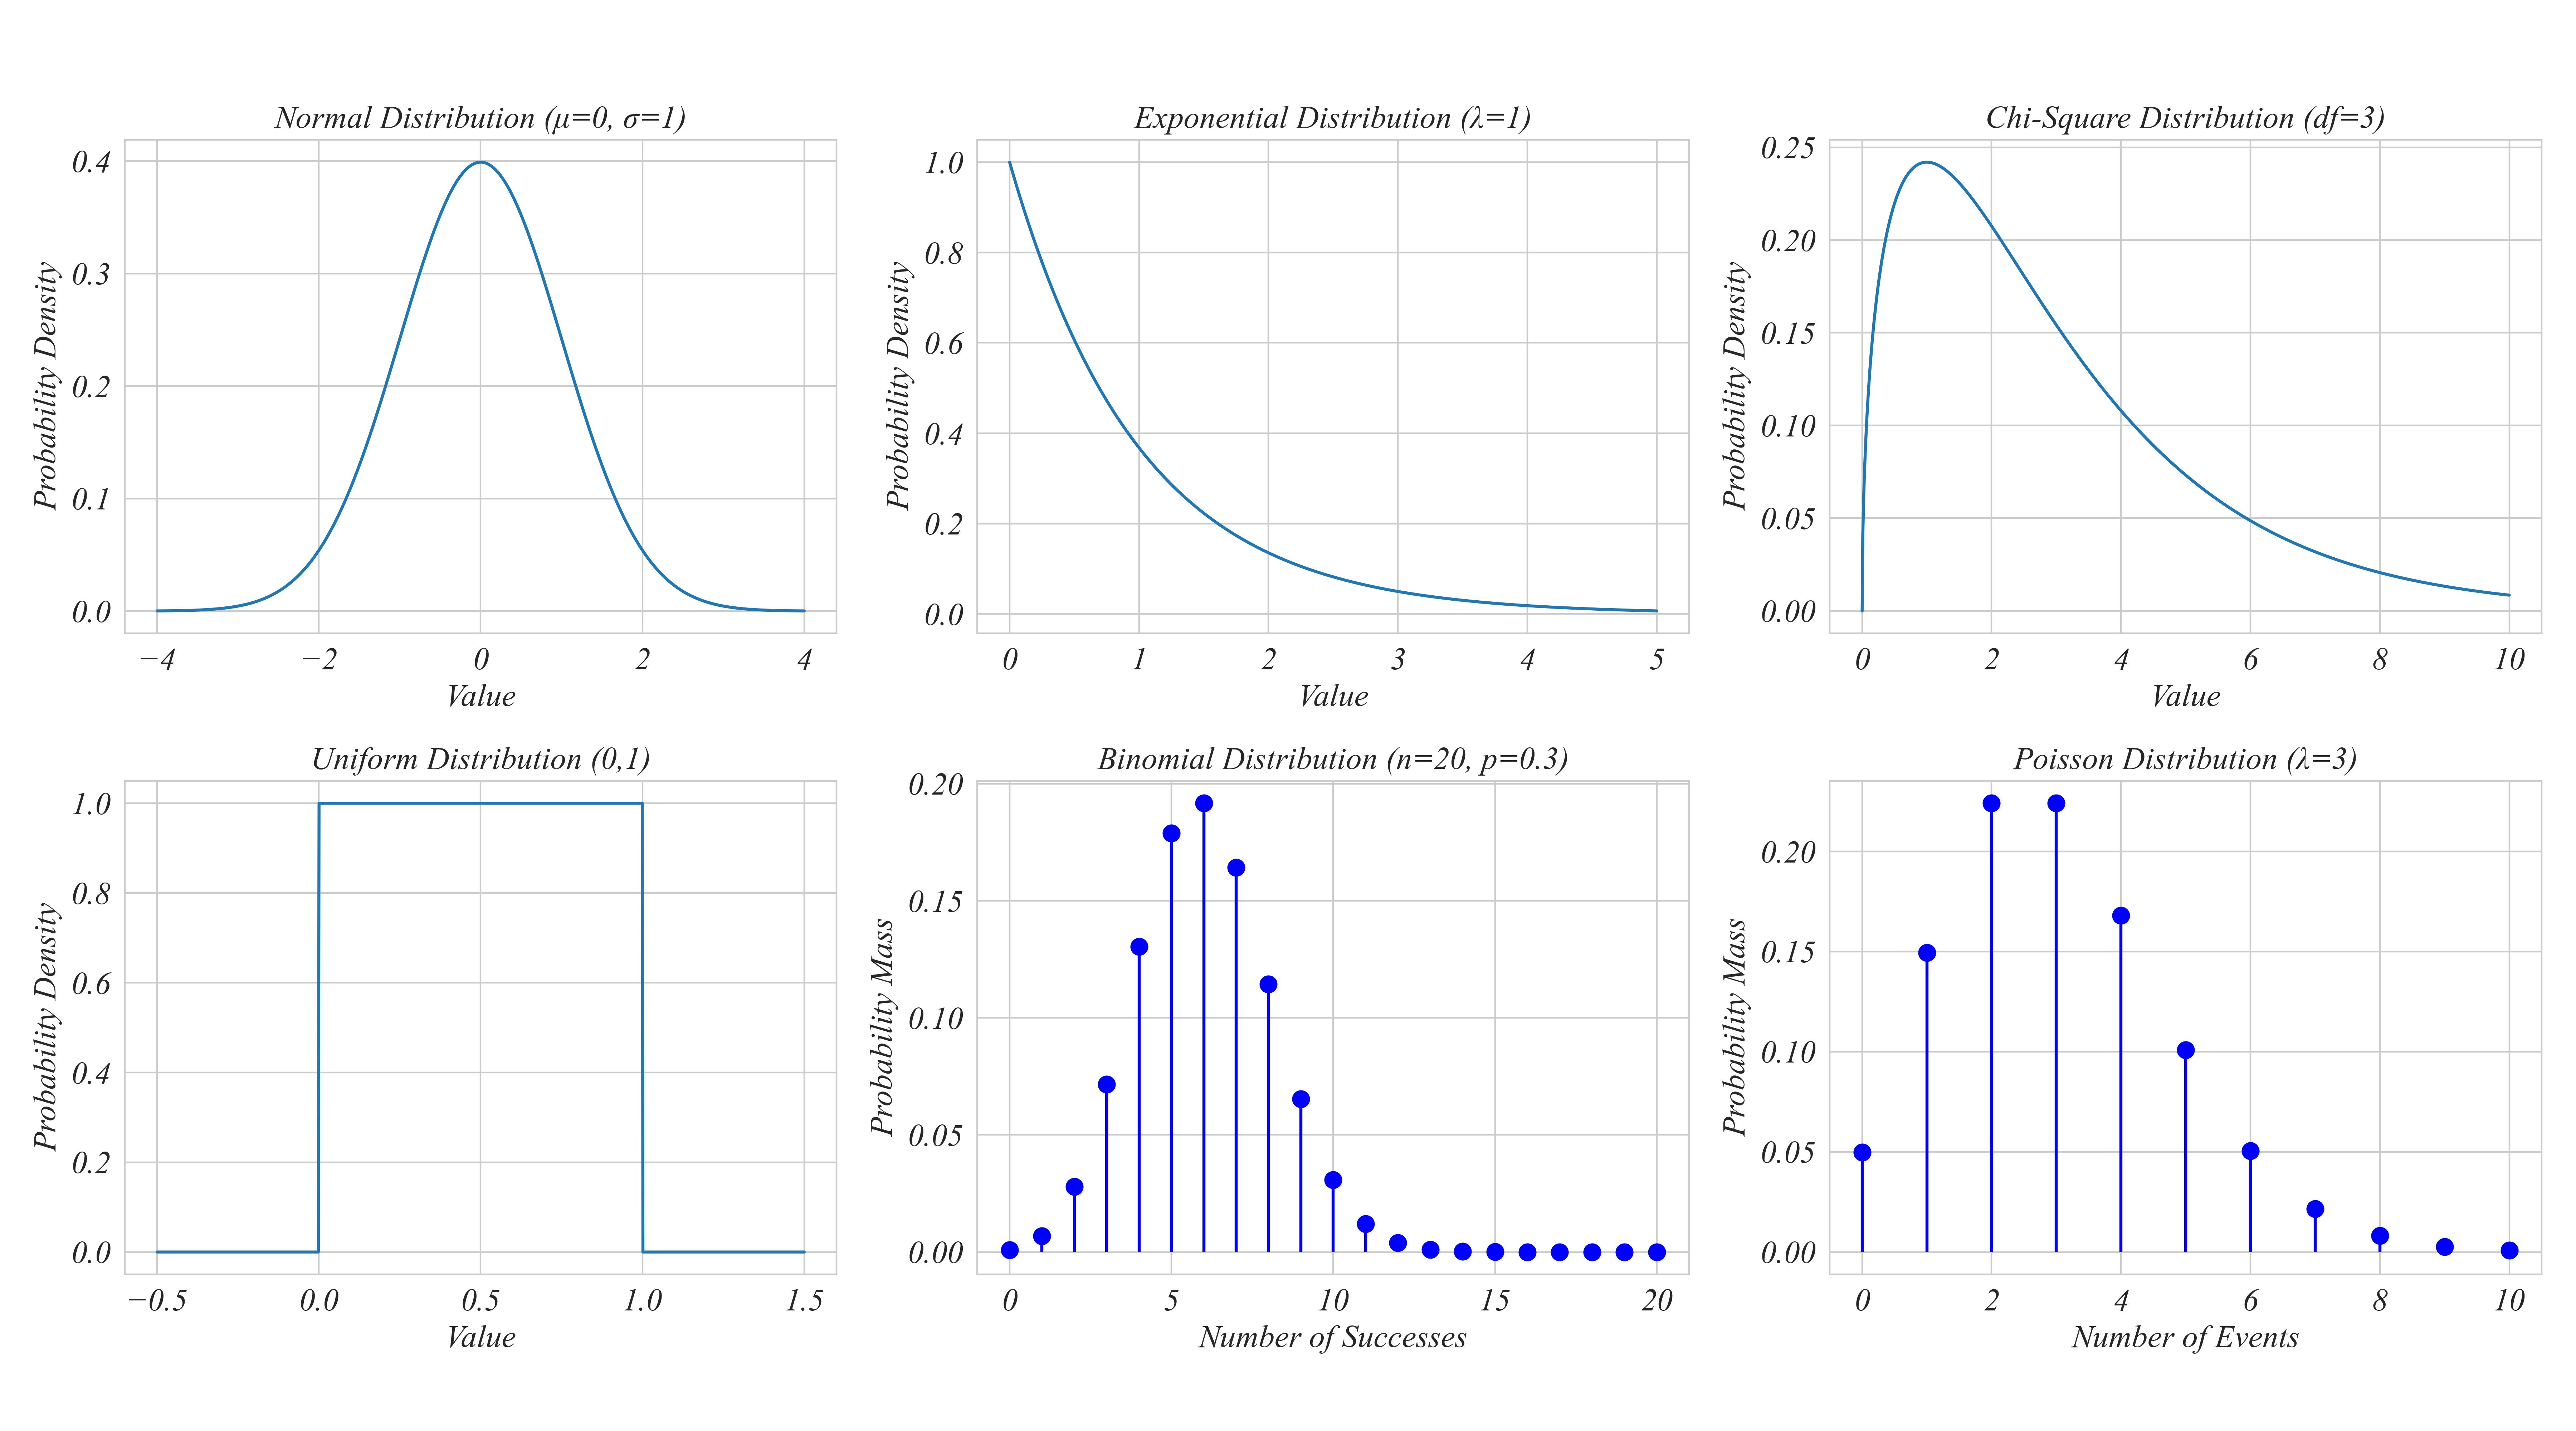 Normal Distribution (μ=0, σ=1)
Probability Density
0.4
0.3
0.2
0.1
0.0
−4 −2 0 2 4
Value
Exponential Distribution (λ=1)
Probability Density
1.0
0.8
0.6
0.4
0.2
0.0
0 1 2 3 4 5
Value
Chi-Square Distribution (df=3)
Probability Density
0.25
0.20
0.15
0.10
0.05
0.00
0 2 4 6 8 10
Value
Uniform Distribution (0,1)
Probability Density
1.0
0.8
0.6
0.4
0.2
0.0
−0.5 0.0 0.5 1.0 1.5
Value
Binomial Distribution (n=20, p=0.3)
Probability Mass
0.20
0.15
0.10
0.05
0.00
0 5 10 15 20
Number of Successes
Poisson Distribution (λ=3)
Probability Mass
0.20
0.15
0.10
0.05
0.00
0 2 4 6 8 10
Number of Events